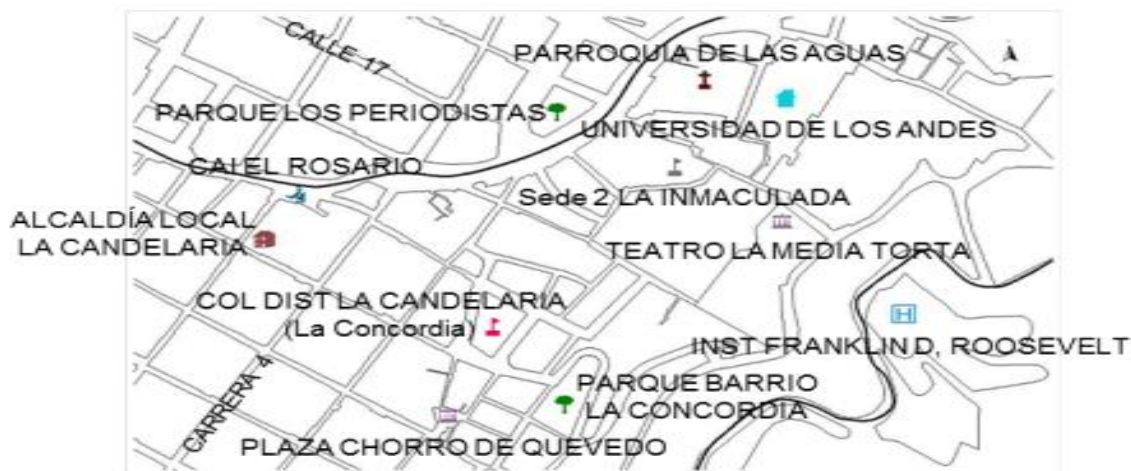 CALLE 17
PARROQUIA DE LAS AGUAS
PARQUE LOS PERIODISTAS
UNIVERSIDAD DE LOS ANDES
CAI EL ROSARIO
Sede 2 LA INMACULADA
ALCALDÍA LOCAL
LA CANDELARIA
TEATRO LA MEDIA TORTA
COL DIST LA CANDELARIA
(La Concordia)
INST FRANKLIN D, ROOSEVELT
CARRERA 4
PARQUE BARRIO
LA CONCORDIA
PLAZA CHORRO DE QUEVEDO
H